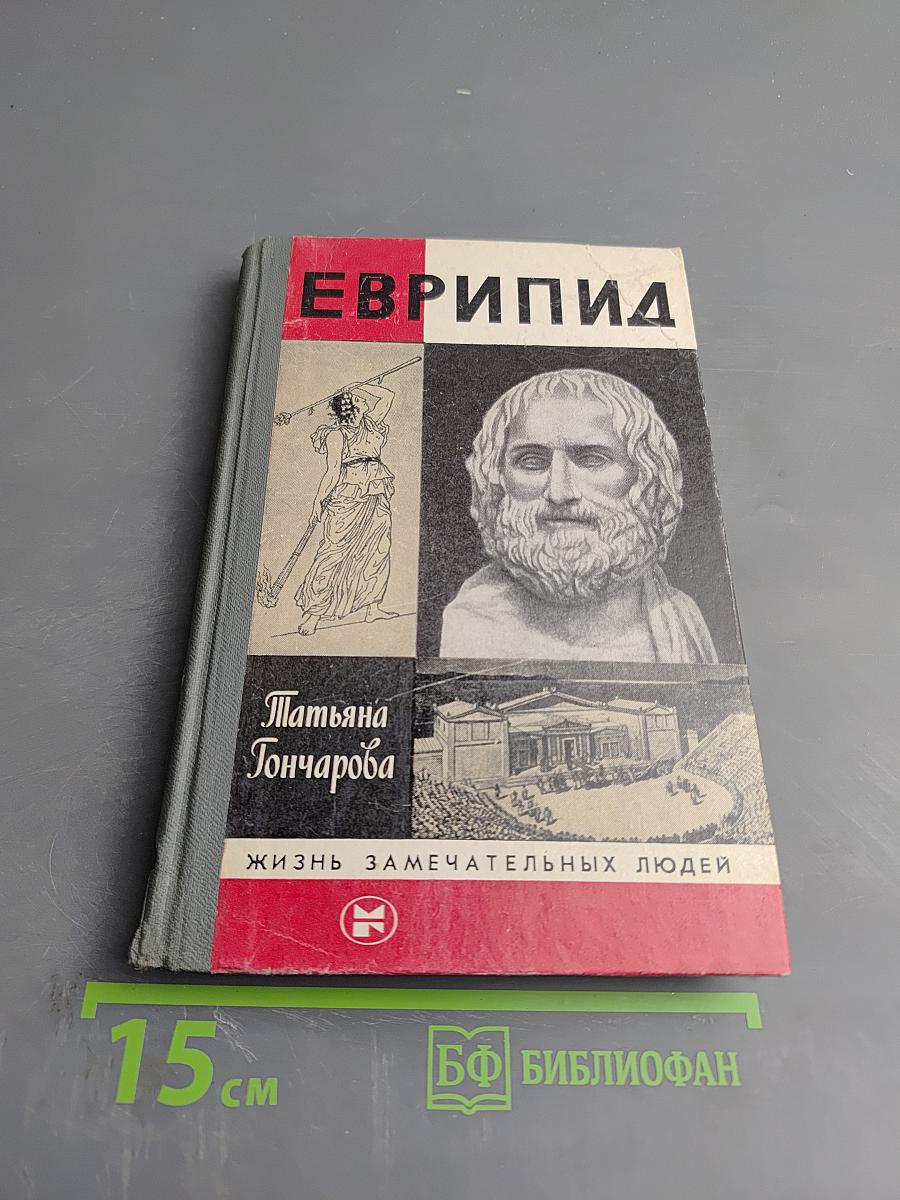 ЕВРИПИД
Татьяна
Гончарова
ЖИЗНЬ ЗАМЕЧАТЕЛЬНЫХ ЛЮДЕЙ
15 см
БФ БИБЛИОФАН